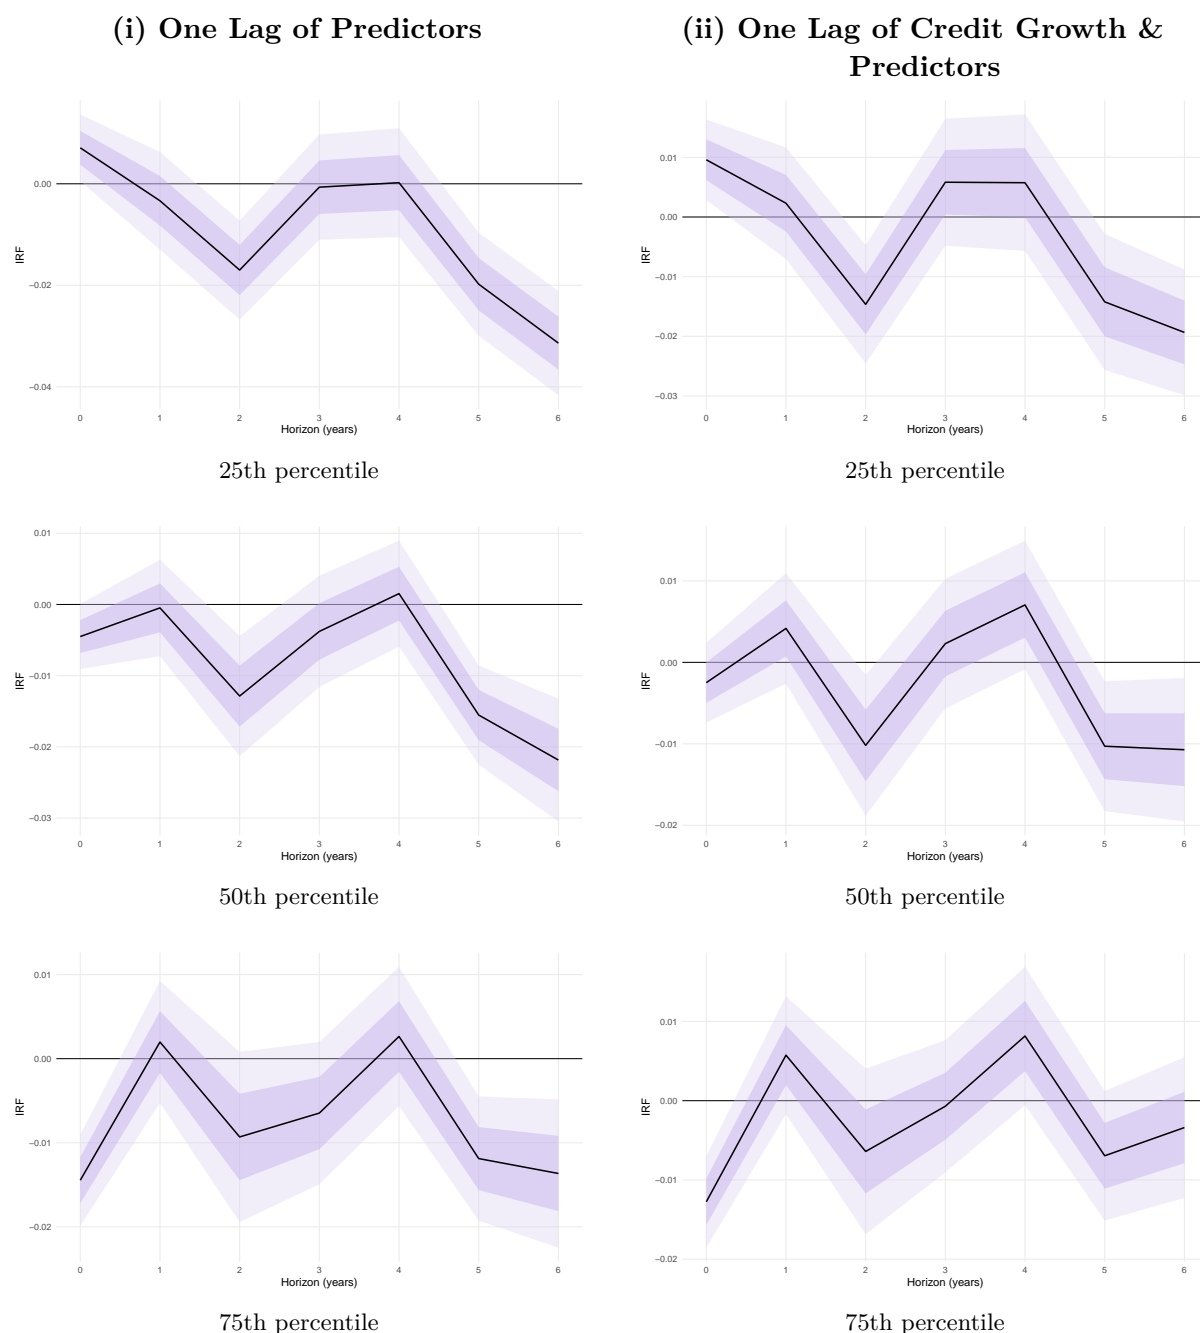 (i) One Lag of Predictors
(ii) One Lag of Credit Growth &
Predictors
0.00
−0.02
−0.04
IRF
0 1 2 3 4 5 6
Horizon (years)
25th percentile
0.01
0.00
−0.01
−0.02
−0.03
IRF
0 1 2 3 4 5 6
Horizon (years)
25th percentile
0.01
0.00
−0.01
−0.02
−0.03
IRF
0 1 2 3 4 5 6
Horizon (years)
50th percentile
0.01
0.00
−0.01
−0.02
IRF
0 1 2 3 4 5 6
Horizon (years)
50th percentile
0.01
0.00
−0.01
−0.02
IRF
0 1 2 3 4 5 6
Horizon (years)
75th percentile
0.01
0.00
−0.01
−0.02
IRF
0 1 2 3 4 5 6
Horizon (years)
75th percentile